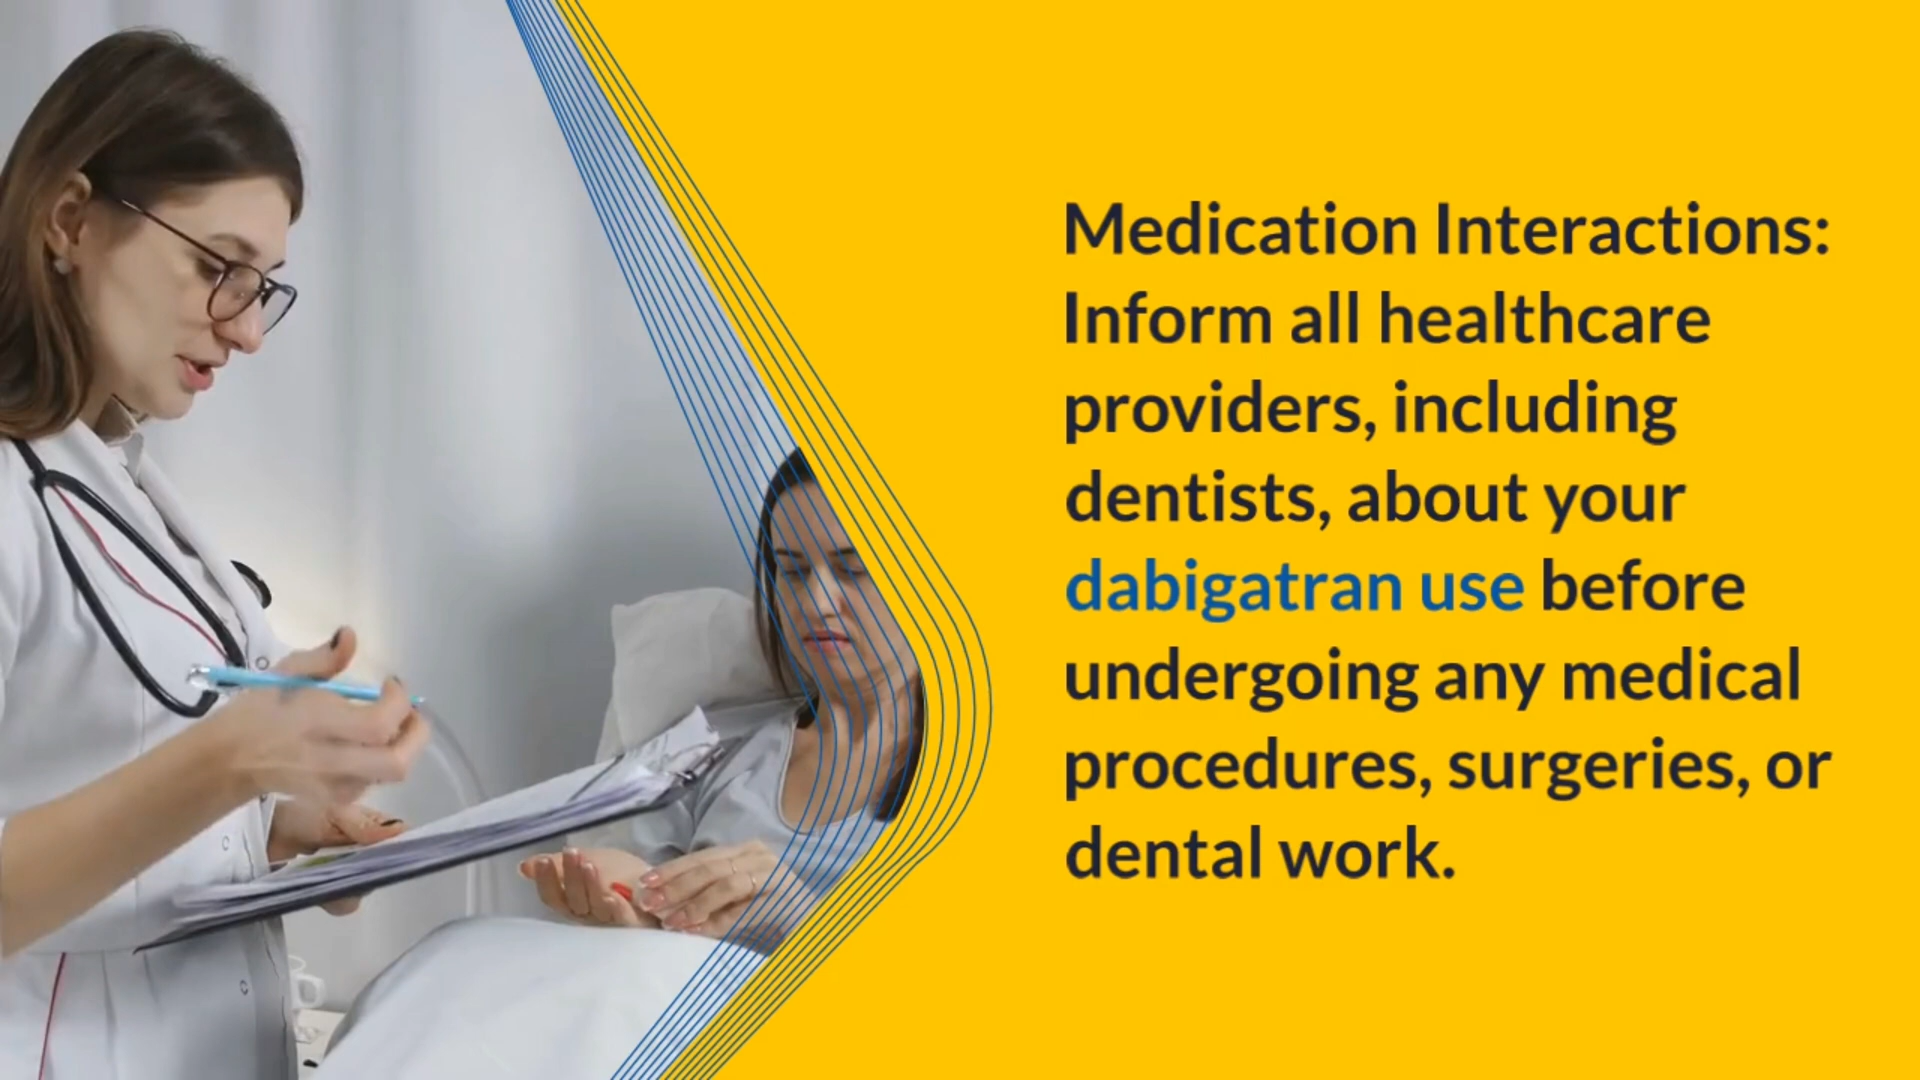 Medication Interactions:
Inform all healthcare
providers, including
dentists, about your
dabigatran use before
undergoing any medical
procedures, surgeries, or
dental work.